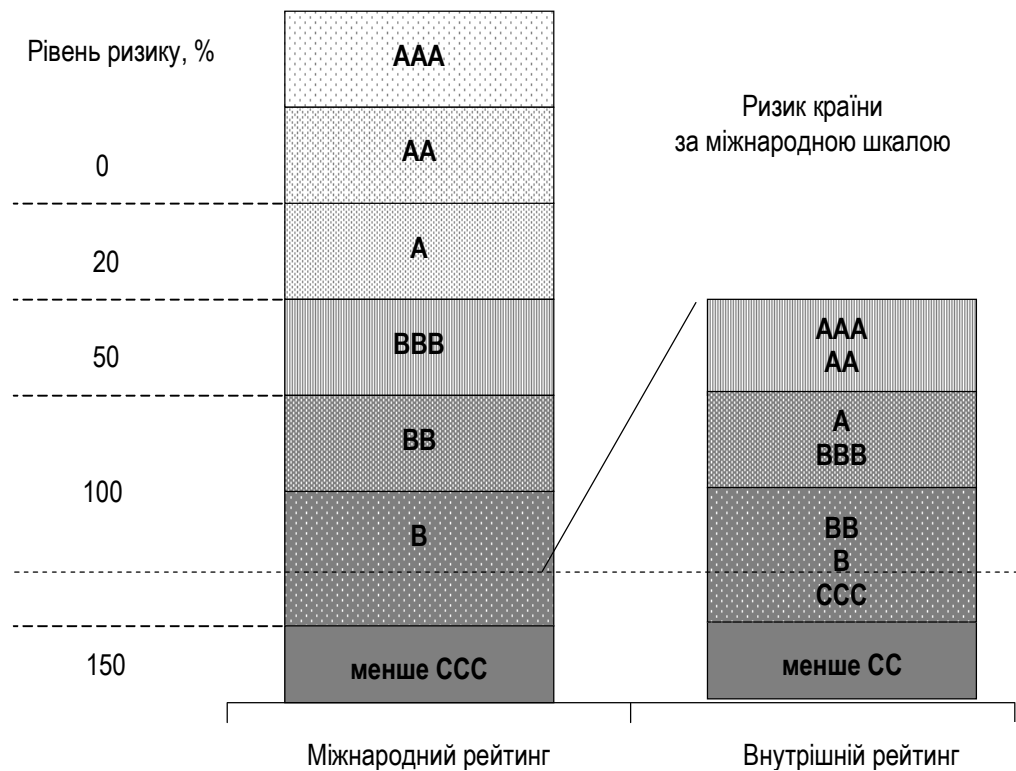 Рівень ризику, %
AAA
Ризик країни
за міжнародною шкалою
AA
0
A
20
BBB
50
AAA
AA
BB
A
BBB
100
B
BB
B
CCC
150
менше CCC
менше CC
Міжнародний рейтинг
Внутрішній рейтинг